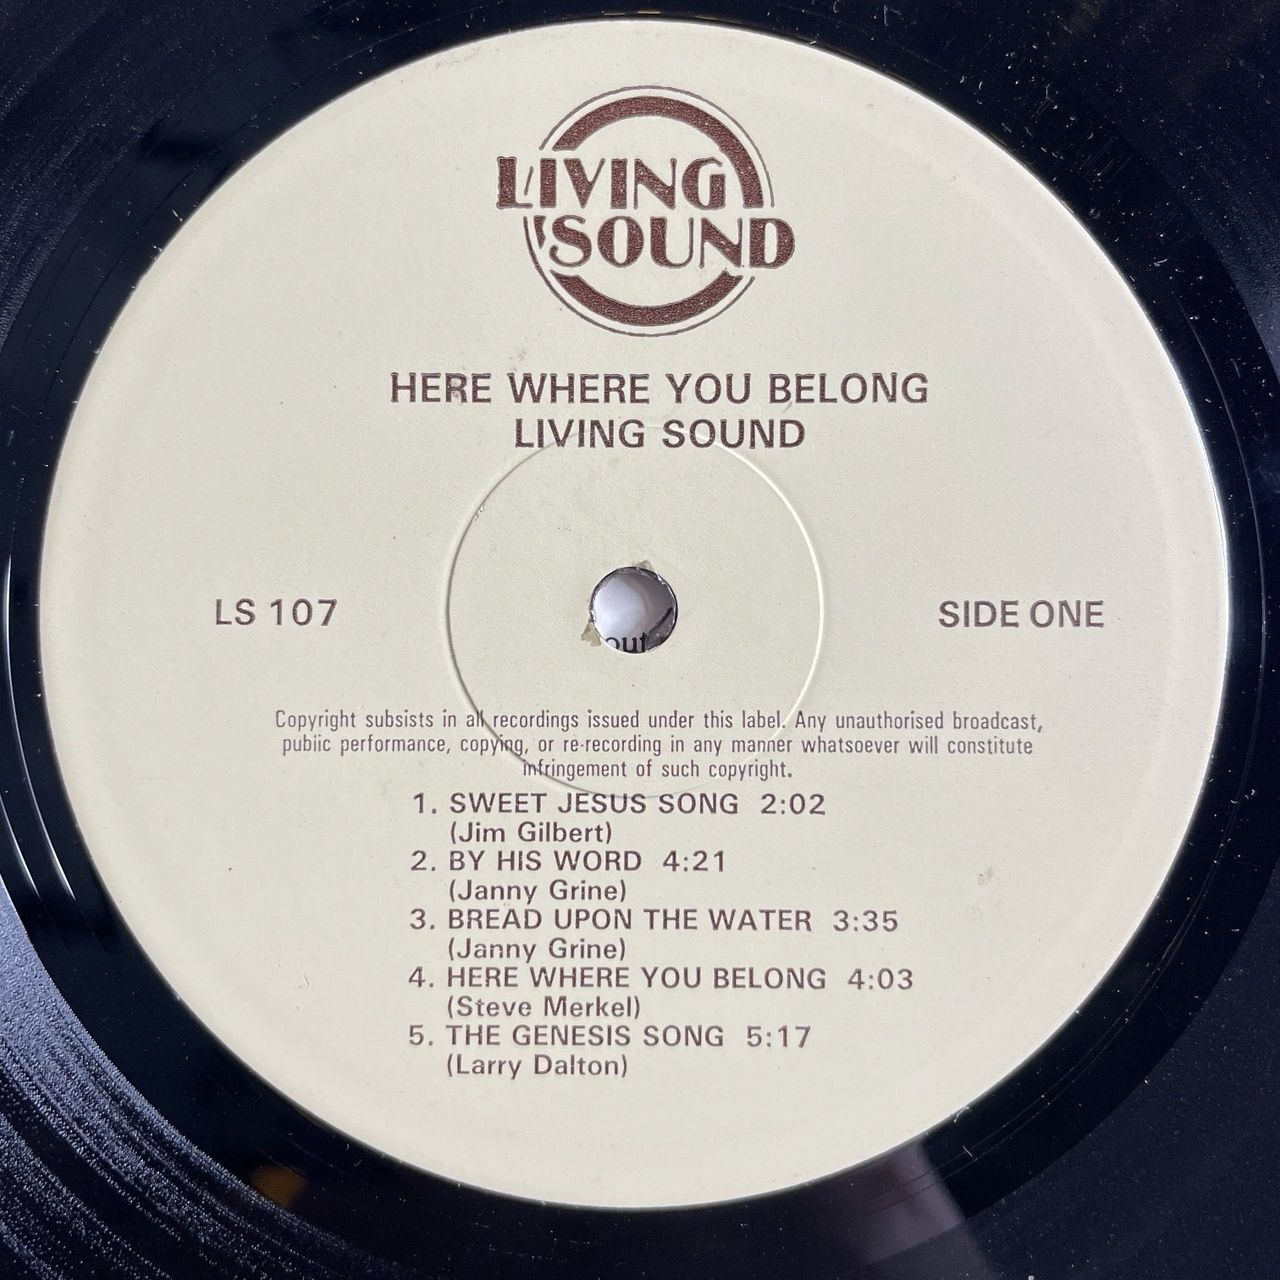 LIVING
SOUND
HERE WHERE YOU BELONG
LIVING SOUND
LS 107
SIDE ONE
out
Copyright subsists in all recordings issued under this label. Any unauthorised broadcast,
public performance, copying, or re-recording in any manner whatsoever will constitute
infringement of such copyright.
1. SWEET JESUS SONG 2:02
(Jim Gilbert)
2. BY HIS WORD 4:21
(Janny Grine)
3. BREAD UPON THE WATER 3:35
(Janny Grine)
4. HERE WHERE YOU BELONG 4:03
(Steve Merkel)
5. THE GENESIS SONG 5:17
(Larry Dalton)